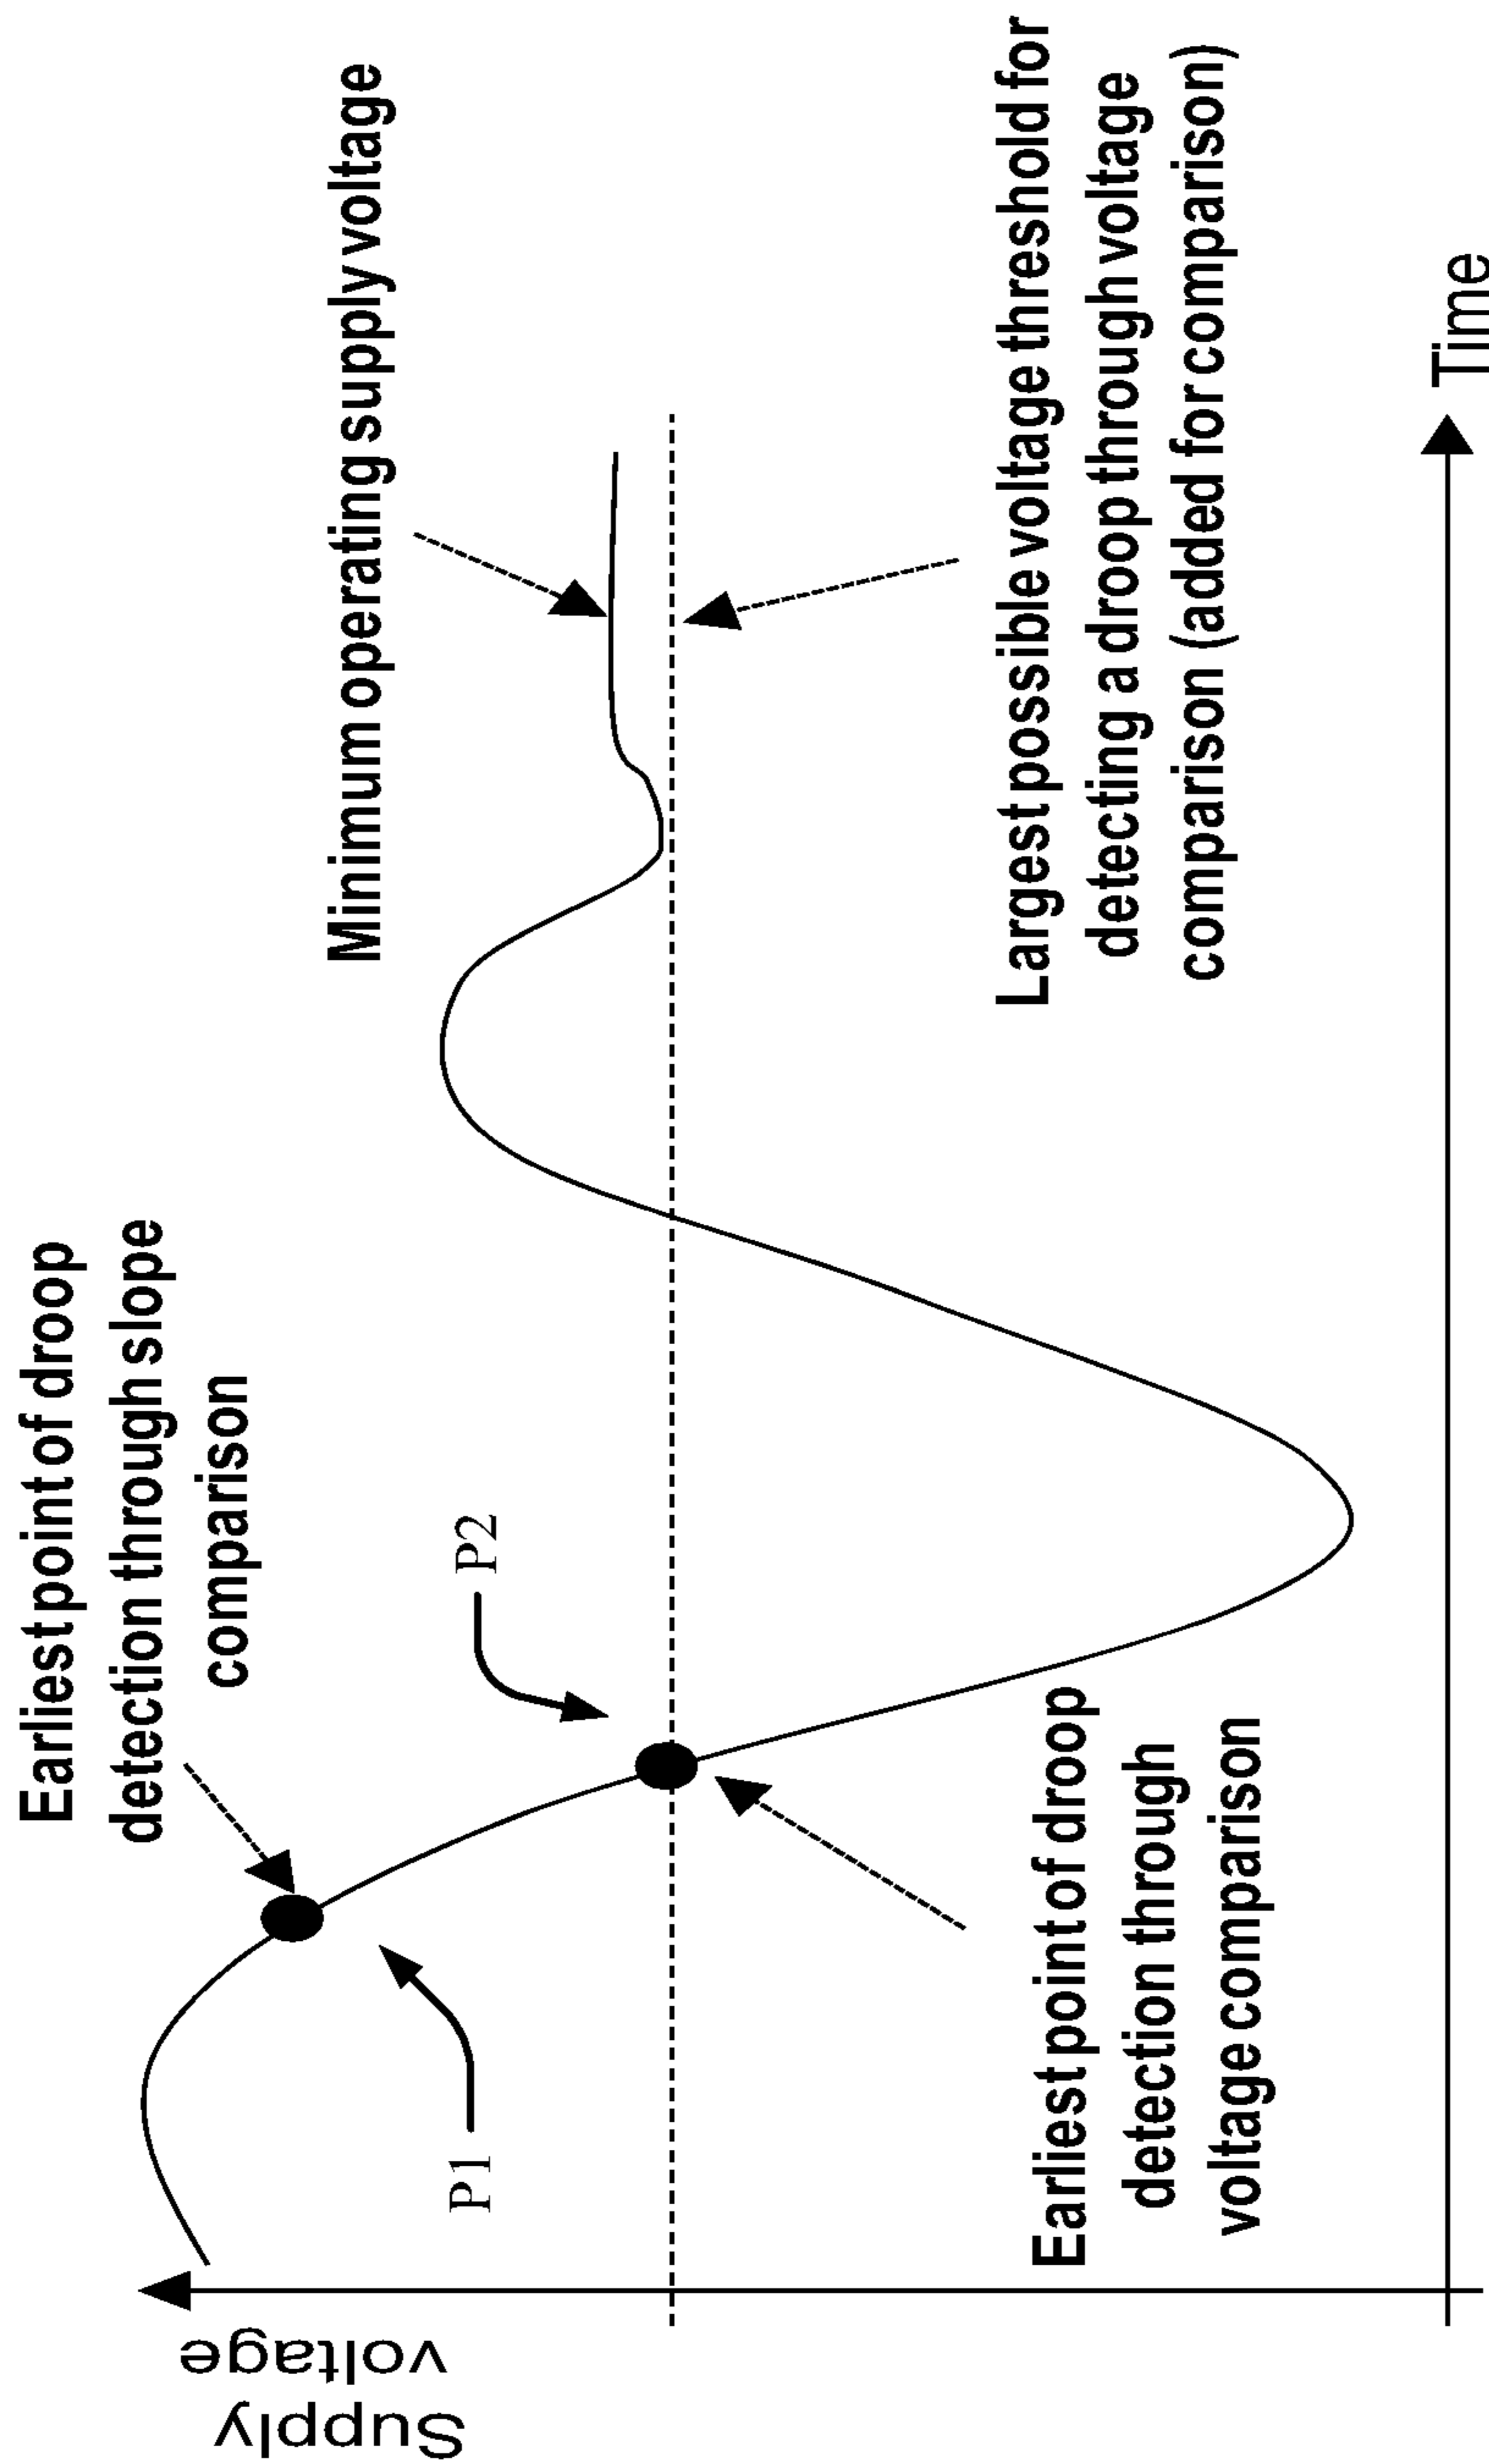 Supply
voltage
Earliest point of droop
detection through slope
comparison
Minimum operating supply voltage
P1
P2
Earliest point of droop
detection through
voltage comparison
Largest possible voltage threshold for
detecting a droop through voltage
comparison (added for comparison)
Time